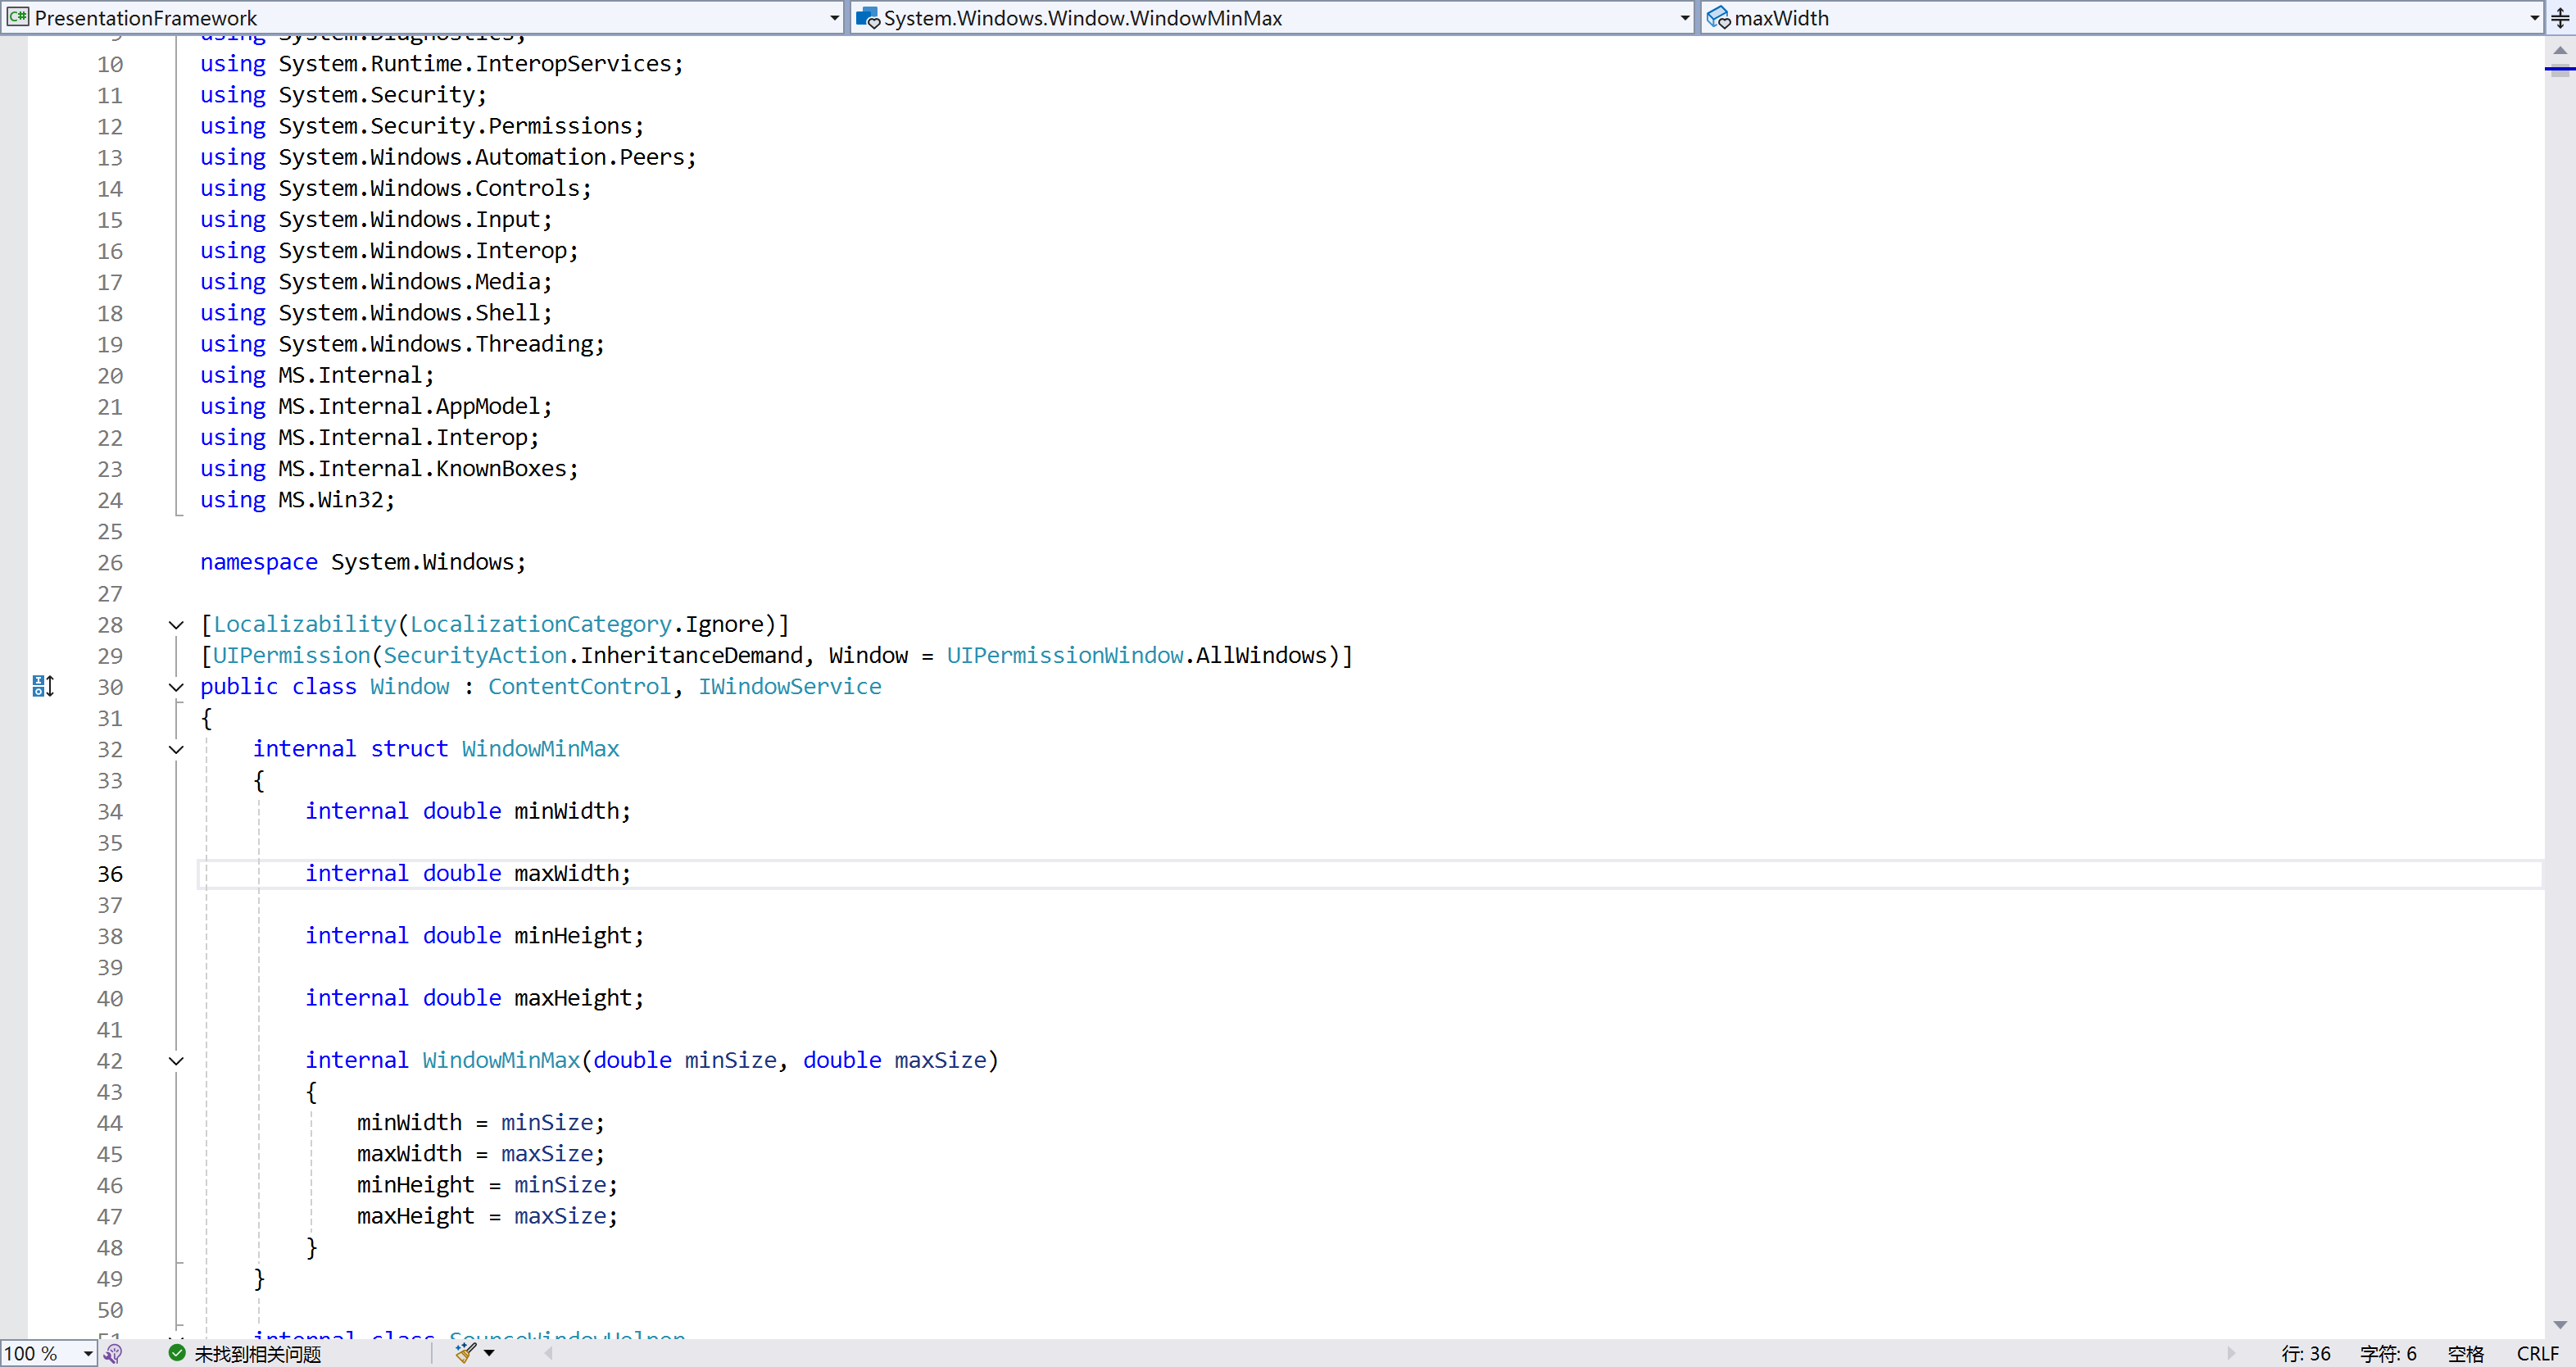 PresentationFramework
System.Windows.Window.WindowMinMax
maxWidth
9 using System.Diagnostics;
10 using System.Runtime.InteropServices;
11 using System.Security;
12 using System.Security.Permissions;
13 using System.Windows.Automation.Peers;
14 using System.Windows.Controls;
15 using System.Windows.Input;
16 using System.Windows.Interop;
17 using System.Windows.Media;
18 using System.Windows.Shell;
19 using System.Windows.Threading;
20 using MS.Internal;
21 using MS.Internal.AppModel;
22 using MS.Internal.Interop;
23 using MS.Internal.KnownBoxes;
24 using MS.Win32;
25
26 namespace System.Windows;
27
28 [Localizability(LocalizationCategory.Ignore)]
29 [UIPermission(SecurityAction.InheritanceDemand, Window = UIPermissionWindow.AllWindows)]
30 public class Window : ContentControl, IWindowService
31 {
32 internal struct WindowMinMax
33 {
34 internal double minWidth;
35
36 internal double maxWidth;
37
38 internal double minHeight;
39
40 internal double maxHeight;
41
42 internal WindowMinMax(double minSize, double maxSize)
43 {
44 minWidth = minSize;
45 maxWidth = maxSize;
46 minHeight = minSize;
47 maxHeight = maxSize;
48 }
49 }
50
51 internal class SourceWindowHelper
100 %
未找到相关问题
行: 36
字符: 6
空格
CRLF